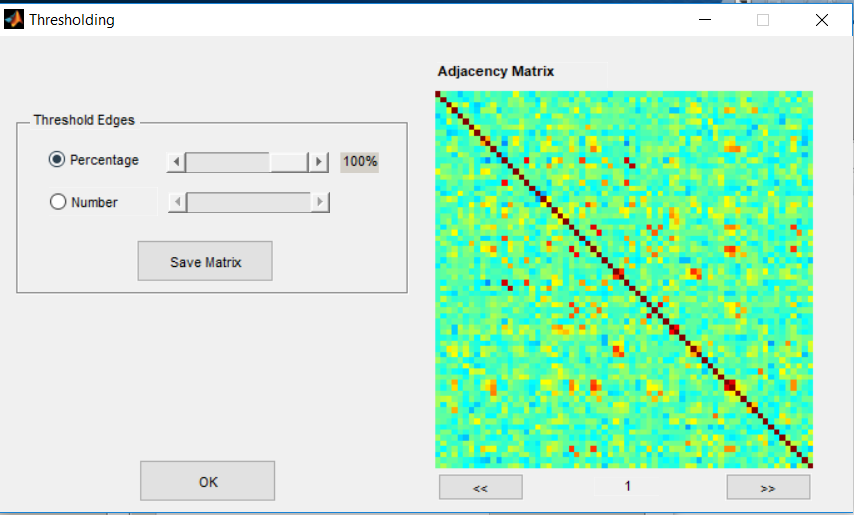 Thresholding
Adjacency Matrix
Threshold Edges
Percentage
100%
Number
Save Matrix
OK
<<
1
>>